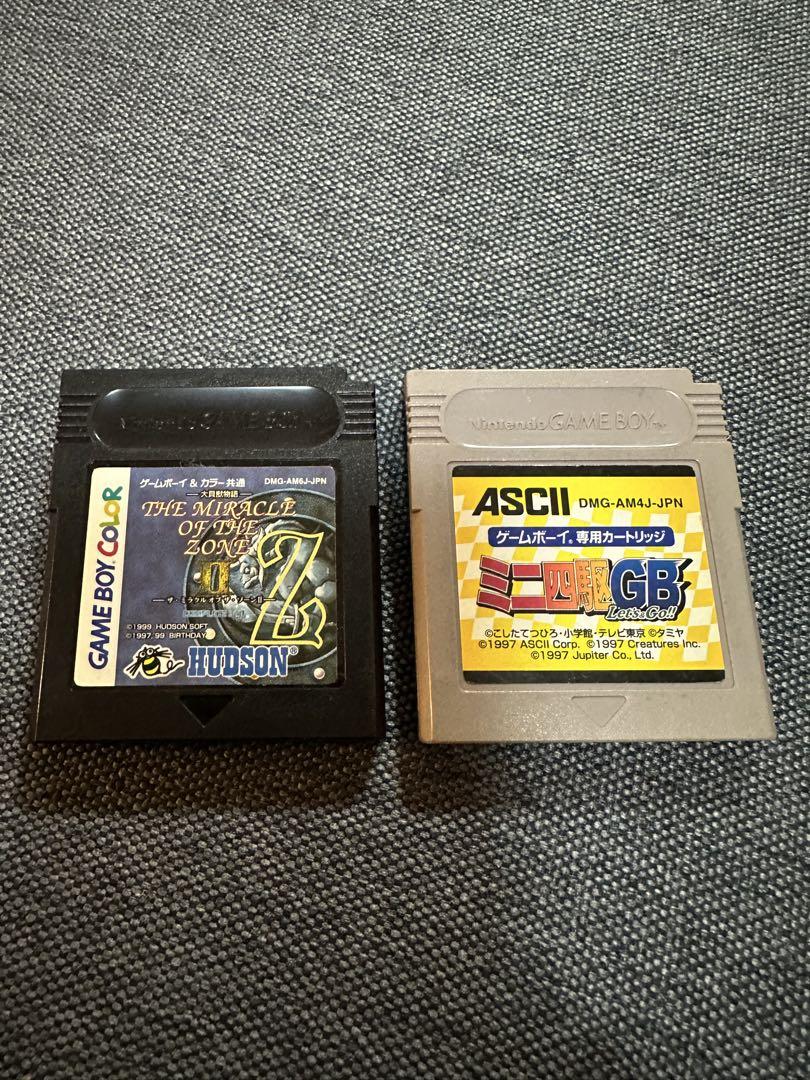 Nintendo GAME BOY
ゲームボーイ & カラー共通 DMG-AM6J-JPN
大貝獣物語
THE MIRACLE
OF THE
ZONE
II
Z
ザ・ミラクル オブ ザ・ゾーンII
©1999 HUDSON SOFT
©1997,'99 BIRTHDAY
HUDSON®
GAME BOY COLOR
Nintendo GAME BOY TM
ASCII DMG-AM4J-JPN
ゲームボーイ®専用カートリッジ
ミニ四駆GB
Let's&Go!!
©こしたてつひろ・小学館・テレビ東京 ©タミヤ
©1997 ASCII Corp. ©1997 Creatures Inc.
©1997 Jupiter Co., Ltd.